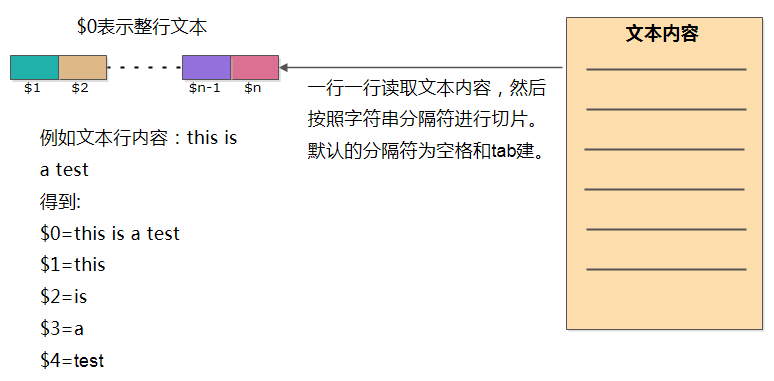 $0表示整行文本
文本内容
$1 $2 $n-1 $n
一行一行读取文本内容，然后
按照字符串分隔符进行切片。
默认的分隔符为空格和tab建。
例如文本行内容：this is
a test
得到:
$0=this is a test
$1=this
$2=is
$3=a
$4=test